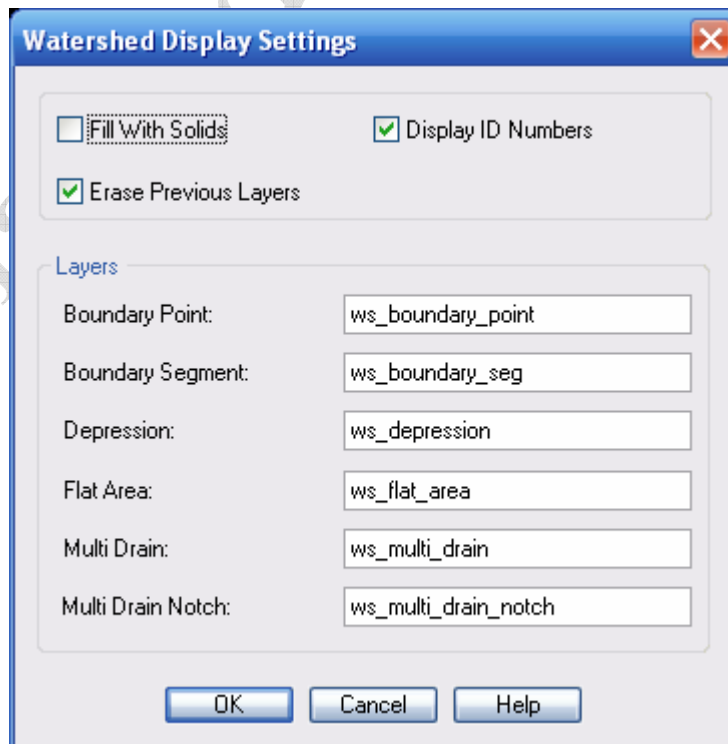 Watershed Display Settings
Fill With Solids
Display ID Numbers
Erase Previous Layers
Layers
Boundary Point: ws_boundary_point
Boundary Segment: ws_boundary_seg
Depression: ws_depression
Flat Area: ws_flat_area
Multi Drain: ws_multi_drain
Multi Drain Notch: ws_multi_drain_notch
OK Cancel Help